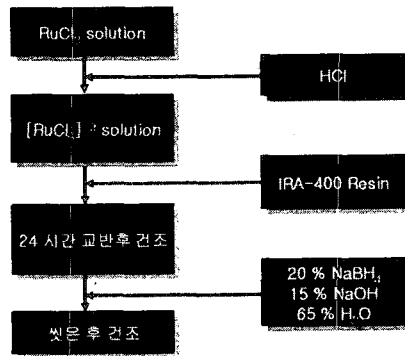 RuCl₃ solution
HCl
[RuCl₆]⁻³ solution
IRA-400 Resin
24 시간 교반후 건조
20 % NaBH₄
15 % NaOH
65 % H₂O
씻은 후 건조